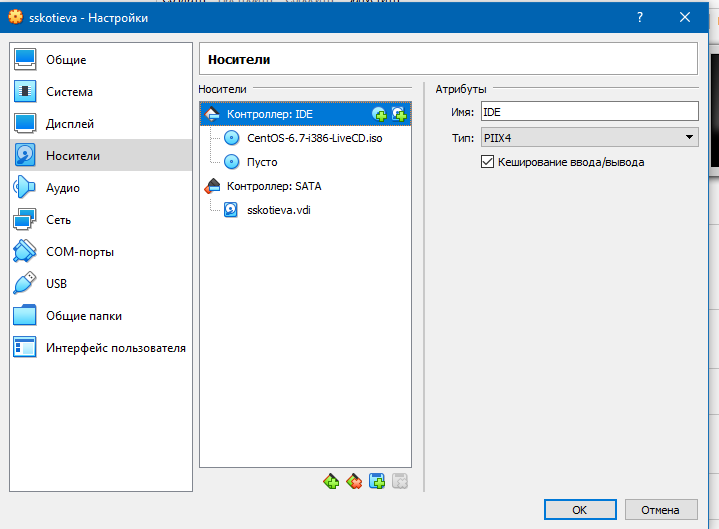 sskotieva - Настройки
?
Общие
Система
Дисплей
Носители
Аудио
Сеть
COM-порты
USB
Общие папки
Интерфейс пользователя
Носители
Носители
Контроллер: IDE
CentOS-6.7-i386-LiveCD.iso
Пусто
Контроллер: SATA
sskotieva.vdi
Атрибуты
Имя: IDE
Тип: PIIX4
Кеширование ввода/вывода
OK
Отмена